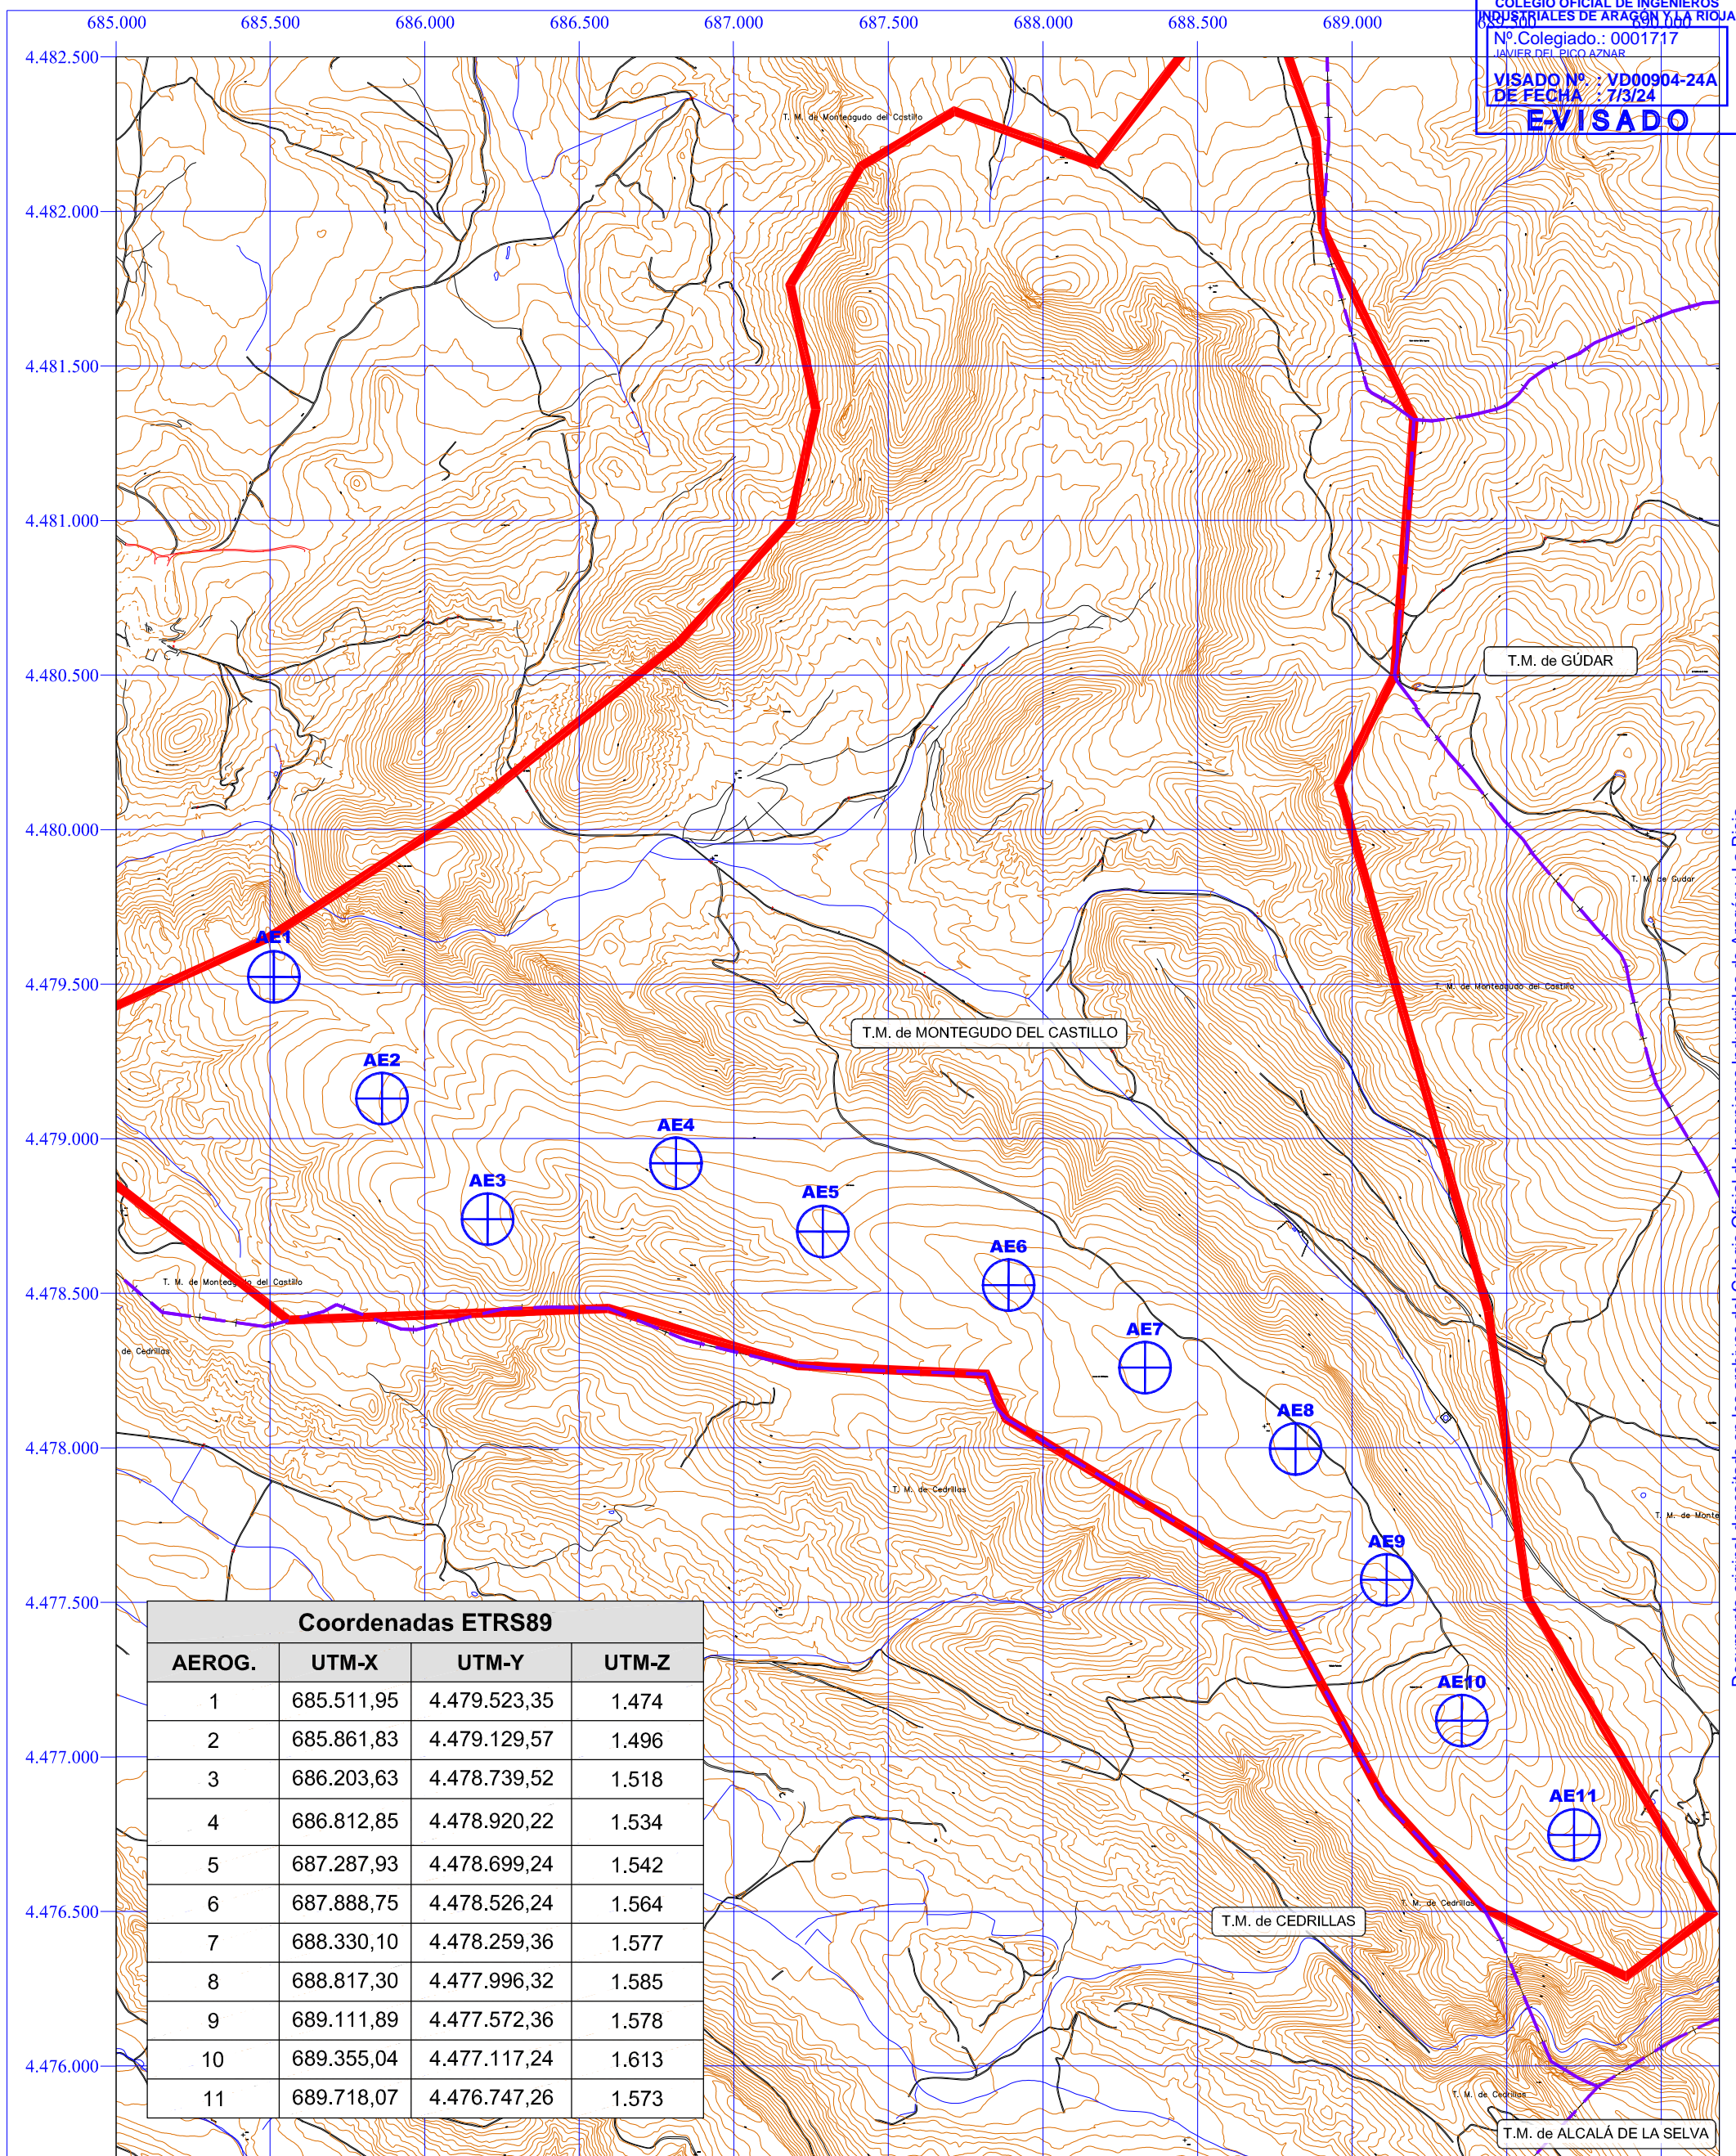 COLEGIO OFICIAL DE INGENIEROS
INDUSTRIALES DE ARAGÓN Y LA RIOJA
Nº.Colegiado.: 0001717
JAVIER DEL PICO AZNAR
VISADO Nº. : VD00904-24A
DE FECHA : 7/3/24
E-VISADO
685.000 685.500 686.000 686.500 687.000 687.500 688.000 688.500 689.000 689.500 690.000
4.482.500
4.482.000
4.481.500
4.481.000
4.480.500
4.480.000
4.479.500
4.479.000
4.478.500
4.478.000
4.477.500
4.477.000
4.476.500
4.476.000
T. M. de Monteagudo del Castillo
T.M. de GÚDAR
T. M. de Gudar
AE1
T. M. de Monteagudo del Castillo
T.M. de MONTEGUDO DEL CASTILLO
AE2
AE4
AE3
AE5
AE6
T. M. de Monteagudo del Castillo
AE7
de Cedrillas
AE8
T. M. de Cedrillas
T. M. de Monte
AE9
AE10
AE11
T. M. de Cedrillas
T.M. de CEDRILLAS
T. M. de Cedrillas
T.M. de ALCALÁ DE LA SELVA
Coordenadas ETRS89
AEROG. UTM-X UTM-Y UTM-Z
1 685.511,95 4.479.523,35 1.474
2 685.861,83 4.479.129,57 1.496
3 686.203,63 4.478.739,52 1.518
4 686.812,85 4.478.920,22 1.534
5 687.287,93 4.478.699,24 1.542
6 687.888,75 4.478.526,24 1.564
7 688.330,10 4.478.259,36 1.577
8 688.817,30 4.477.996,32 1.585
9 689.111,89 4.477.572,36 1.578
10 689.355,04 4.477.117,24 1.613
11 689.718,07 4.476.747,26 1.573